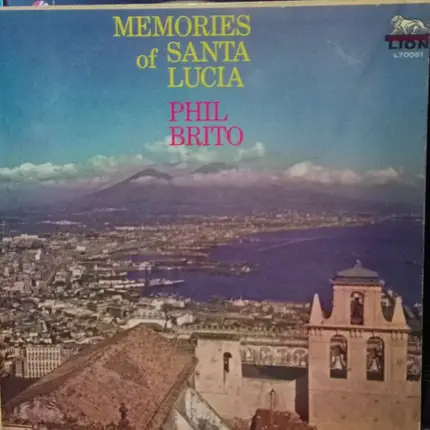 MEMORIES
of SANTA
LUCIA
PHIL
BRITO
LION
L70061